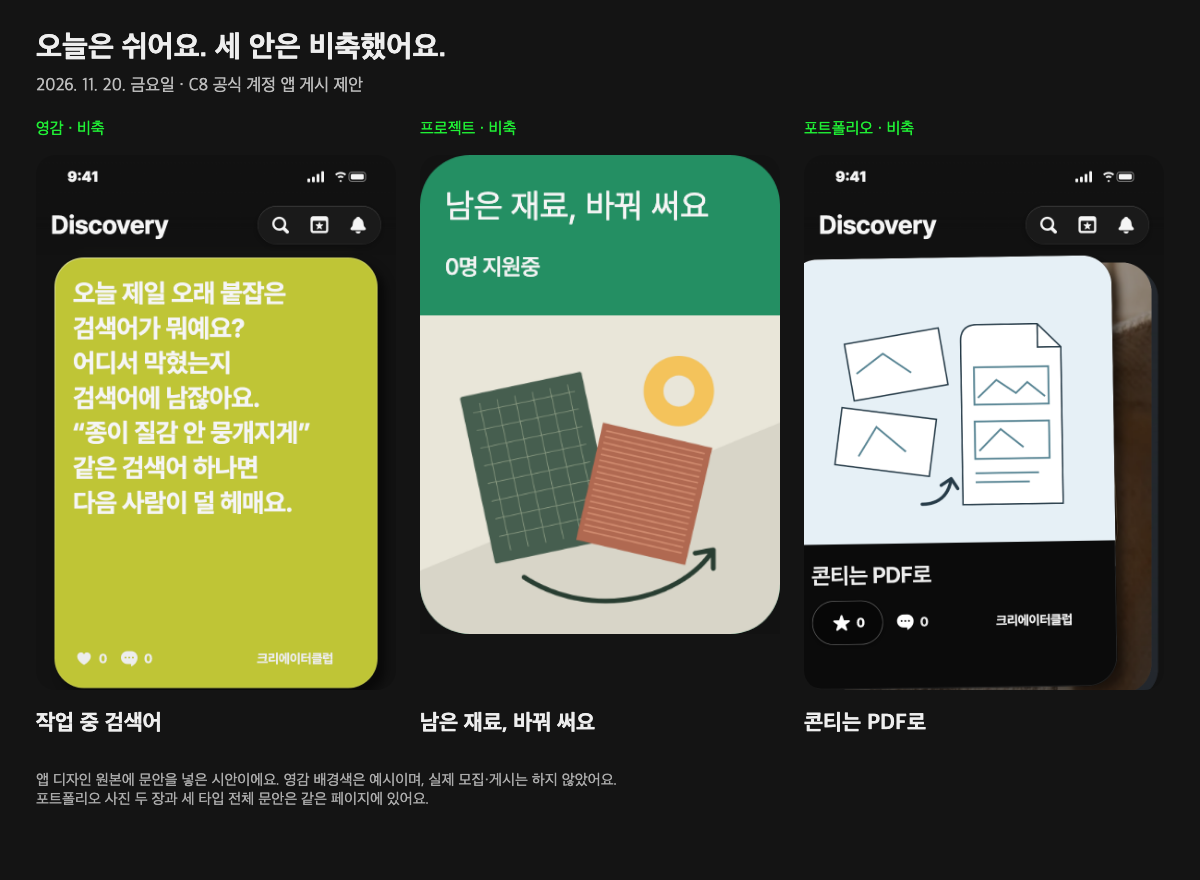 오늘은 쉬어요. 세 안은 비축했어요.
2026. 11. 20. 금요일 · C8 공식 계정 앱 게시 제안
영감 · 비축
프로젝트 · 비축
포트폴리오 · 비축
9:41
Discovery
오늘 제일 오래 붙잡은
검색어가 뭐예요?
어디서 막혔는지
검색어에 남잖아요.
“종이 질감 안 뭉개지게”
같은 검색어 하나면
다음 사람이 덜 헤매요.
0 0 크리에이터클럽
남은 재료, 바꿔 써요
0명 지원중
9:41
Discovery
콘티는 PDF로
0 0 크리에이터클럽
작업 중 검색어
남은 재료, 바꿔 써요
콘티는 PDF로
앱 디자인 원본에 문안을 넣은 시안이에요. 영감 배경색은 예시이며, 실제 모집·게시는 하지 않았어요.
포트폴리오 사진 두 장과 세 타입 전체 문안은 같은 페이지에 있어요.